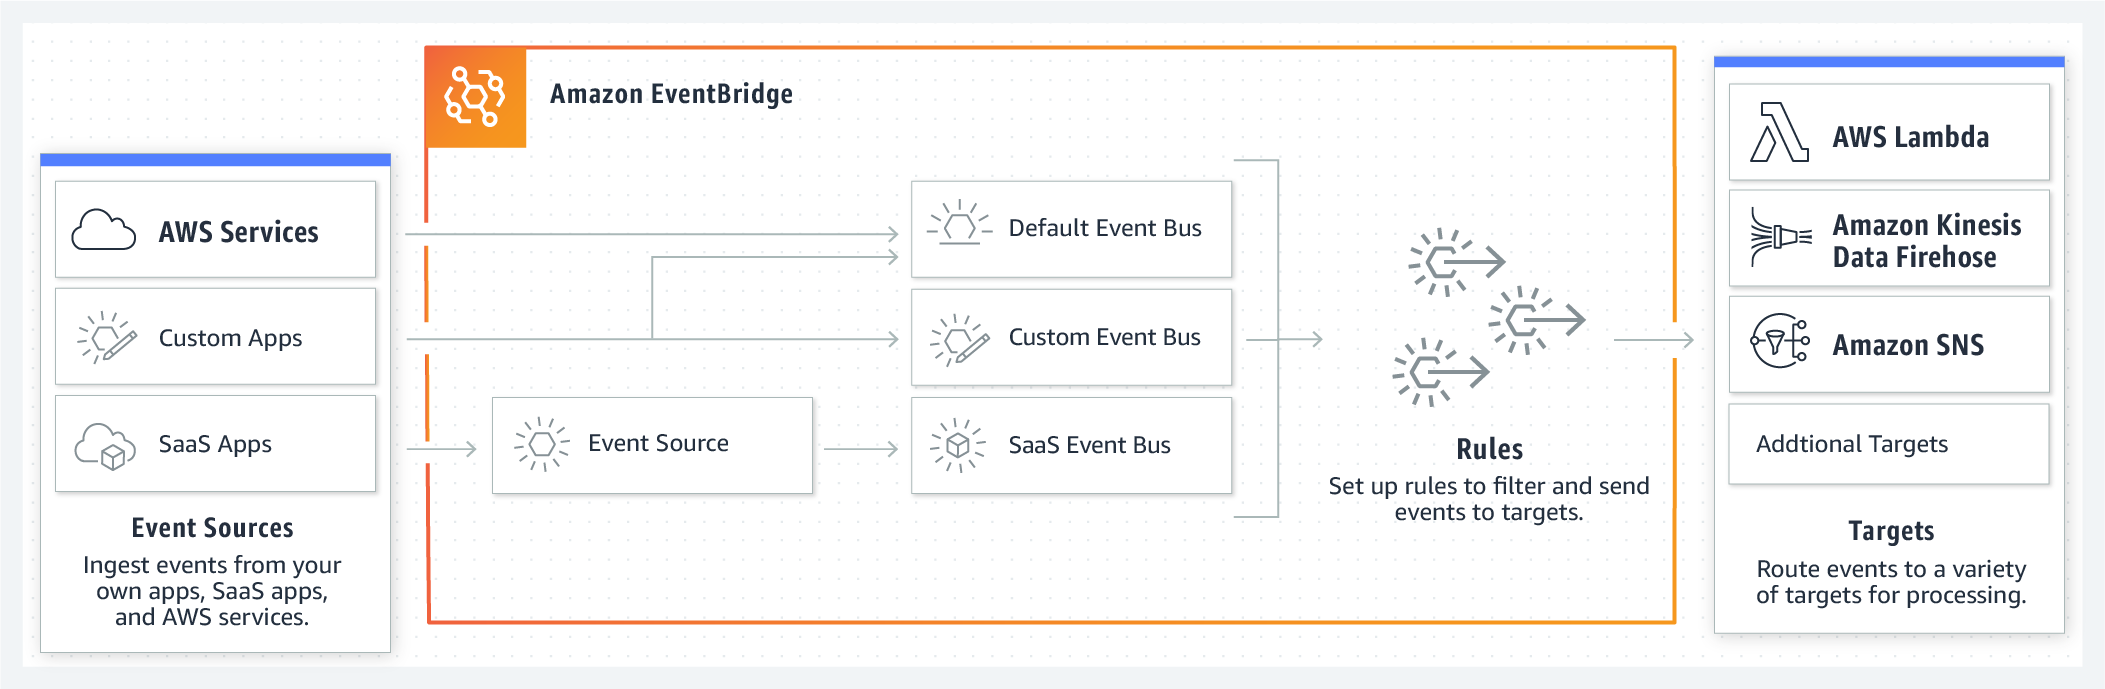 Amazon EventBridge
AWS Services
Custom Apps
SaaS Apps
Event Sources
Ingest events from your
own apps, SaaS apps,
and AWS services.
Event Source
Default Event Bus
Custom Event Bus
SaaS Event Bus
Rules
Set up rules to filter and send
events to targets.
AWS Lambda
Amazon Kinesis
Data Firehose
Amazon SNS
Addtional Targets
Targets
Route events to a variety
of targets for processing.